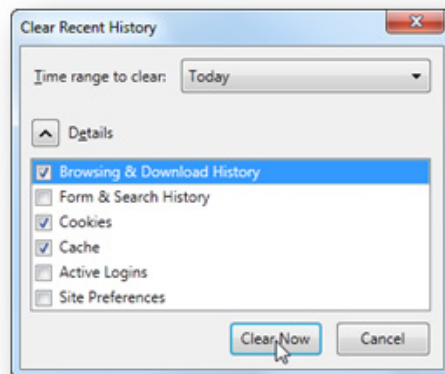 Clear Recent History
Time range to clear: Today
Details
Browsing & Download History
Form & Search History
Cookies
Cache
Active Logins
Site Preferences
Clear Now Cancel